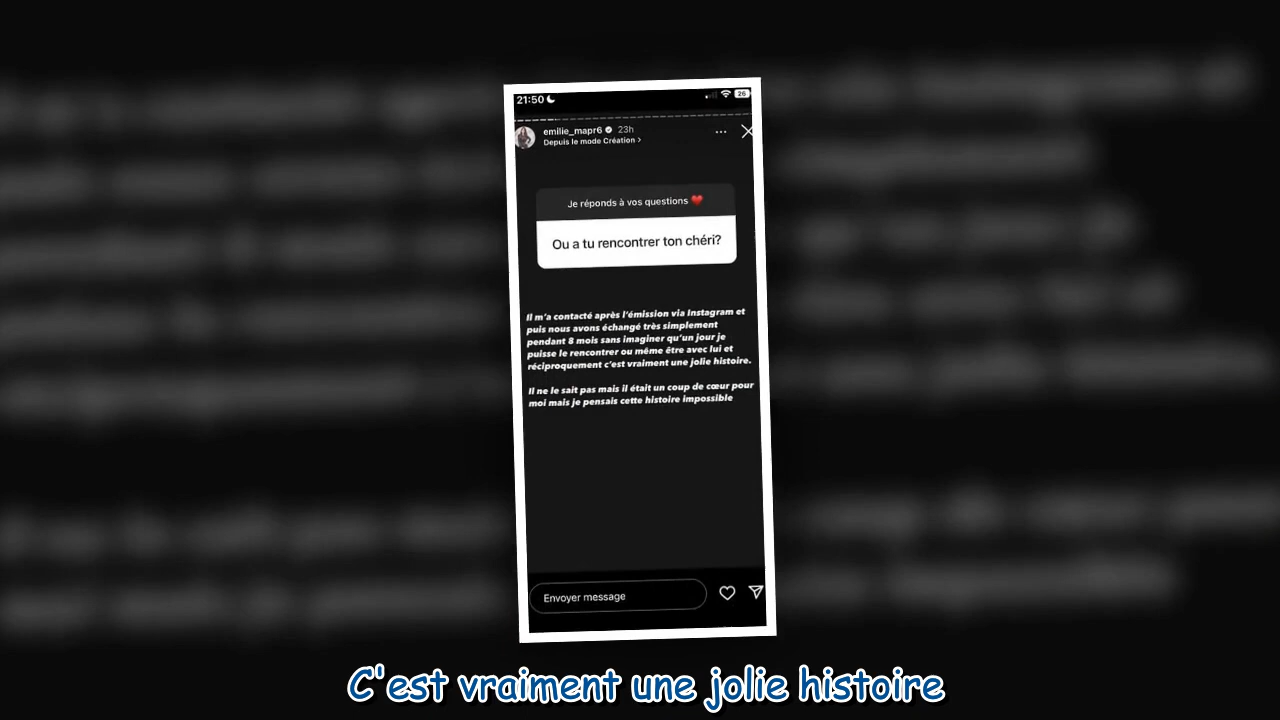 21:50
26
emilie_mapr6 23h
Depuis le mode Création >
Je réponds à vos questions ❤️
Ou a tu rencontrer ton chéri?
Il m'a contacté après l'émission via Instagram et
puis nous avons échangé très simplement
pendant 8 mois sans imaginer qu'un jour je
puisse le rencontrer ou même être avec lui et
réciproquement c'est vraiment une jolie histoire.
Il ne le sait pas mais il était un coup de cœur pour
moi mais je pensais cette histoire impossible
Envoyer message
C'est vraiment une jolie histoire